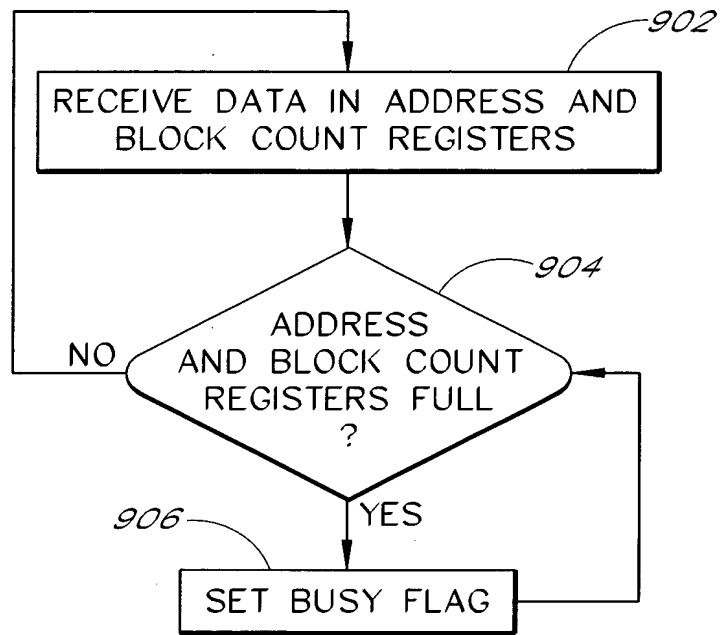 902
RECEIVE DATA IN ADDRESS AND
BLOCK COUNT REGISTERS
904
ADDRESS
AND BLOCK COUNT
REGISTERS FULL
?
NO
YES
906
SET BUSY FLAG